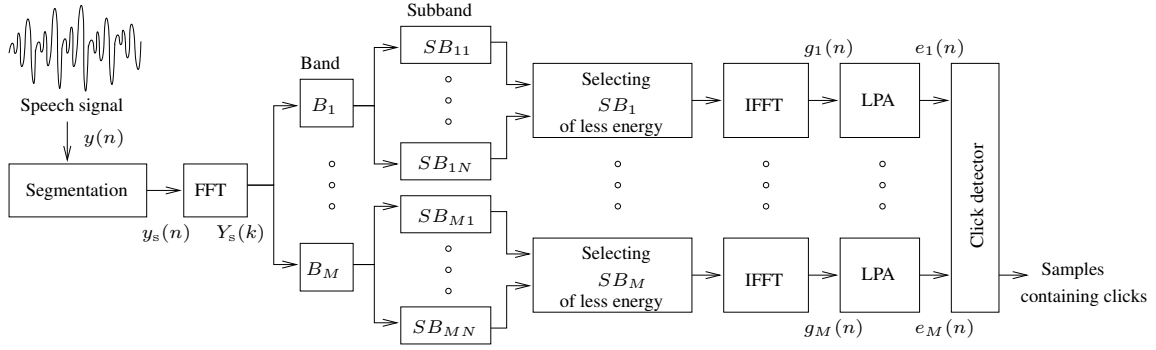 Speech signal
y(n)
Segmentation
y_s(n)
FFT
Y_s(k)
Band
B_1
B_M
Subband
SB_{11}
SB_{1N}
SB_{M1}
SB_{MN}
Selecting
SB_1
of less energy
Selecting
SB_M
of less energy
IFFT
IFFT
g_1(n)
g_M(n)
LPA
LPA
e_1(n)
e_M(n)
Click detector
Samples
containing clicks